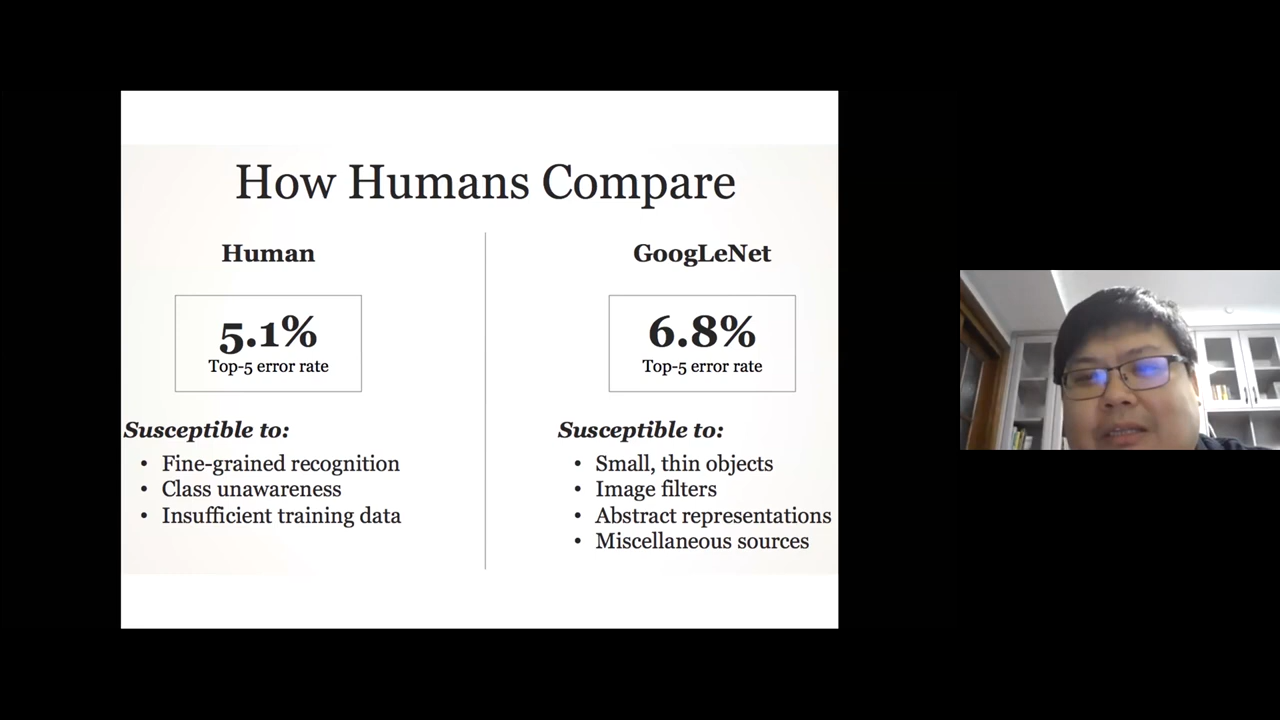 How Humans Compare
Human
5.1%
Top-5 error rate
Susceptible to:
• Fine-grained recognition
• Class unawareness
• Insufficient training data
GoogLeNet
6.8%
Top-5 error rate
Susceptible to:
• Small, thin objects
• Image filters
• Abstract representations
• Miscellaneous sources